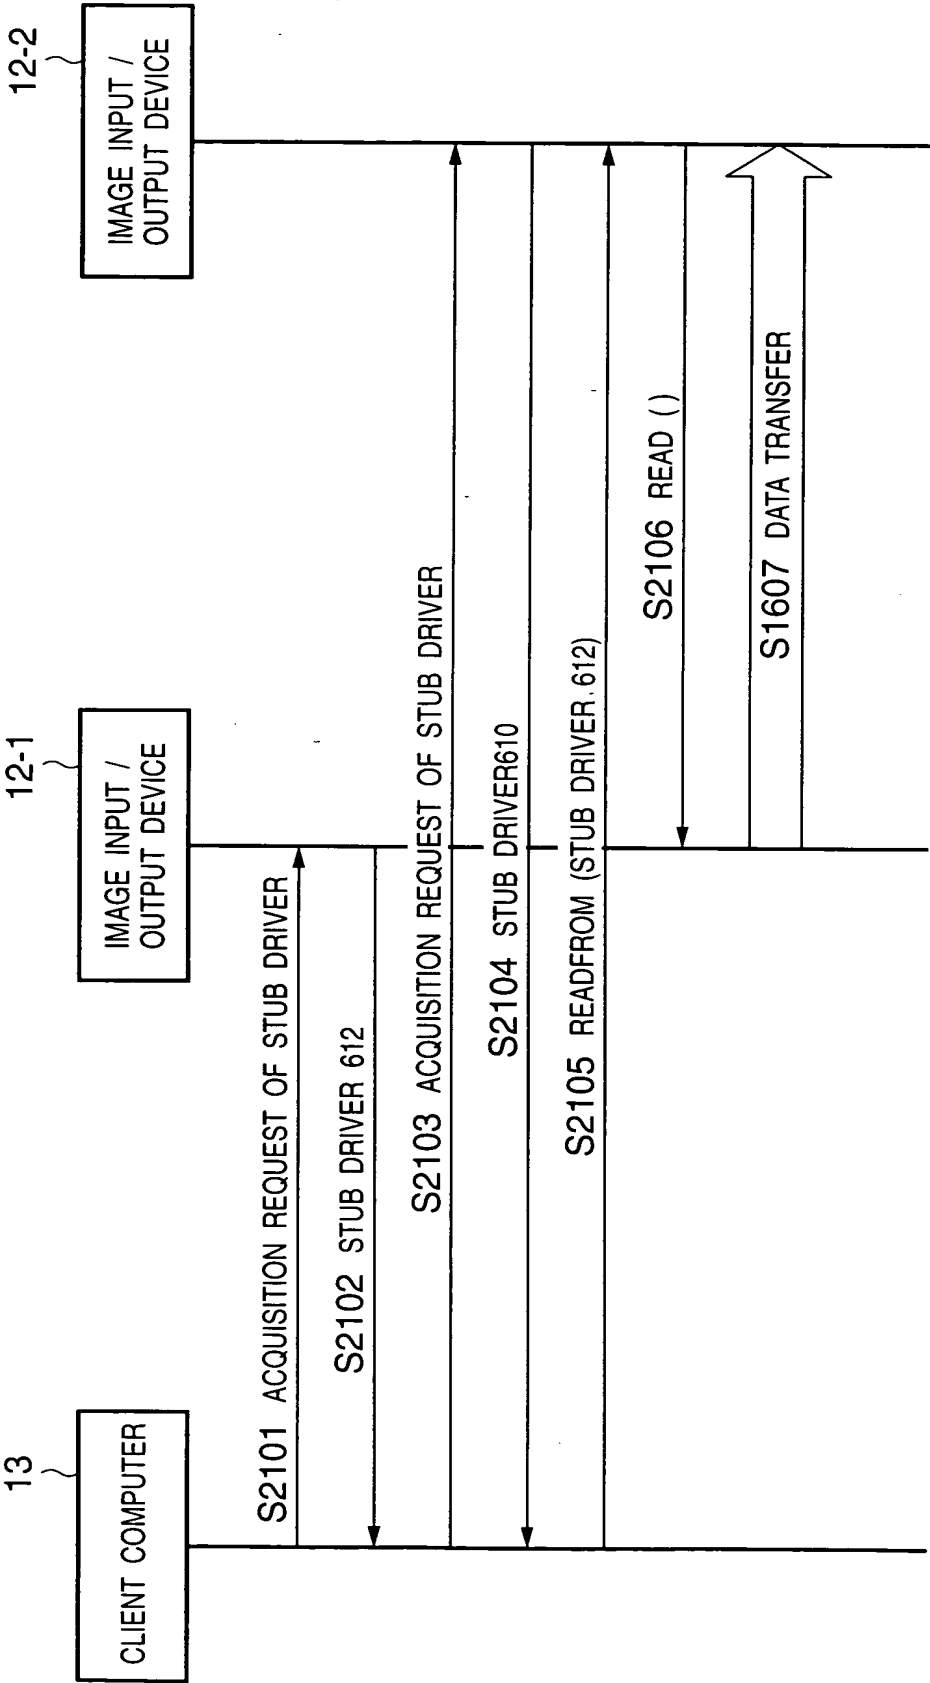 13
CLIENT COMPUTER
12-1
IMAGE INPUT /
OUTPUT DEVICE
12-2
IMAGE INPUT /
OUTPUT DEVICE
S2101 ACQUISITION REQUEST OF STUB DRIVER
S2102 STUB DRIVER 612
S2103 ACQUISITION REQUEST OF STUB DRIVER
S2104 STUB DRIVER610
S2105 READFROM (STUB DRIVER.612)
S2106 READ ( )
S1607 DATA TRANSFER